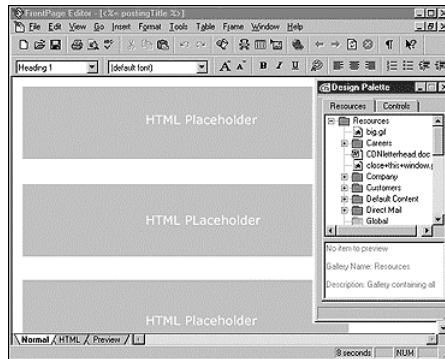 FrontPage Editor - [<%= postingTitle %>]
File Edit View Go Insert Format Tools Table Frame Window Help
Heading 1 (default font) A A B I U
Design Palette
Resources Controls
Resources
big.gif
Careers
CDNletterhead.doc
close+this+window.g
Company
Customers
Default Content
Direct Mail
Global
No item to preview
Gallery Name: Resources
Description: Gallery containing all
HTML Placeholder
HTML PLaceholder
HTML Placeholder
Normal HTML Preview
8 seconds NUM